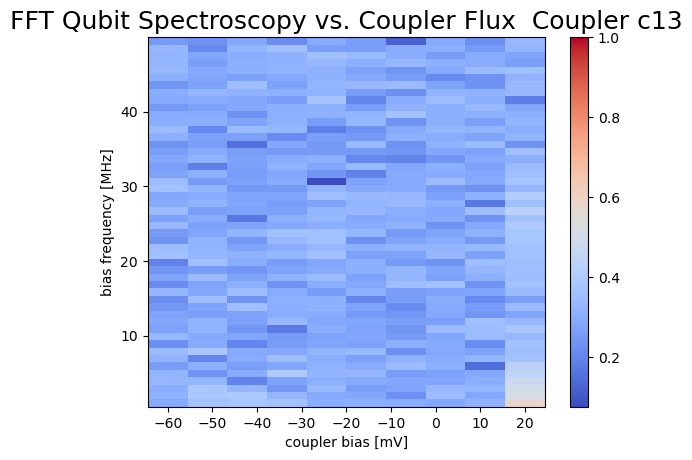 FFT Qubit Spectroscopy vs. Coupler Flux  Coupler c13
bias frequency [MHz]
40
30
20
10
−60 −50 −40 −30 −20 −10 0 10 20
coupler bias [mV]
1.0
0.8
0.6
0.4
0.2